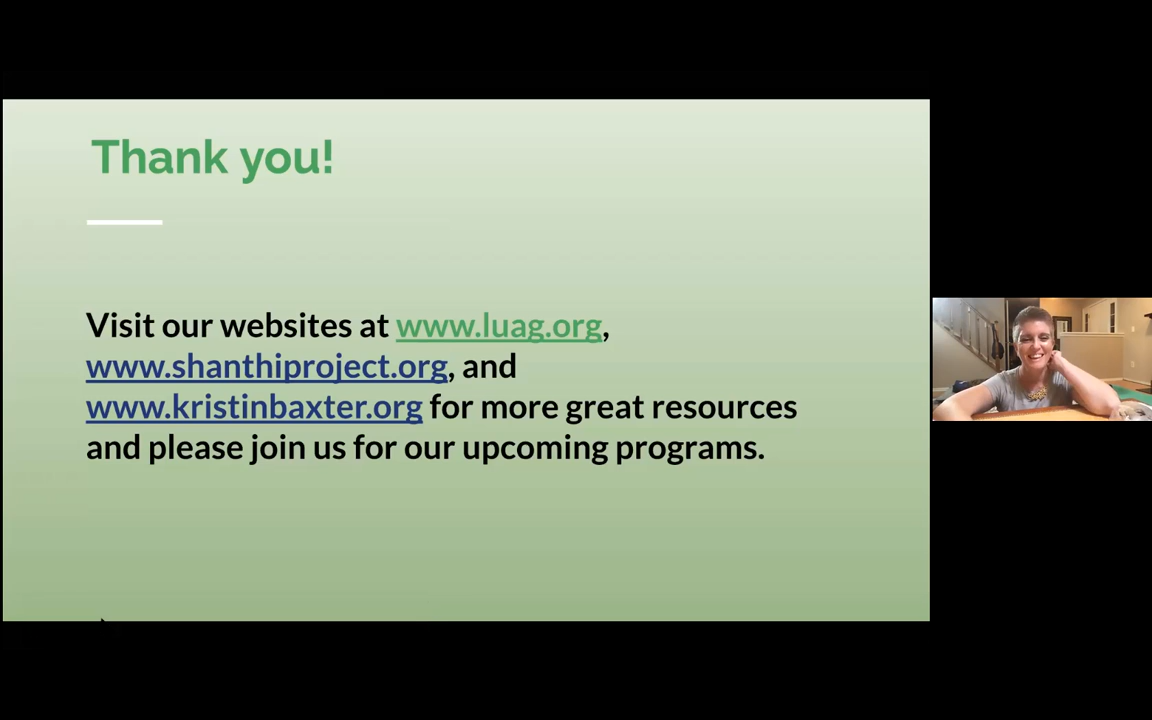 Thank you!
Visit our websites at www.luag.org,
www.shanthiproject.org, and
www.kristinbaxter.org for more great resources
and please join us for our upcoming programs.